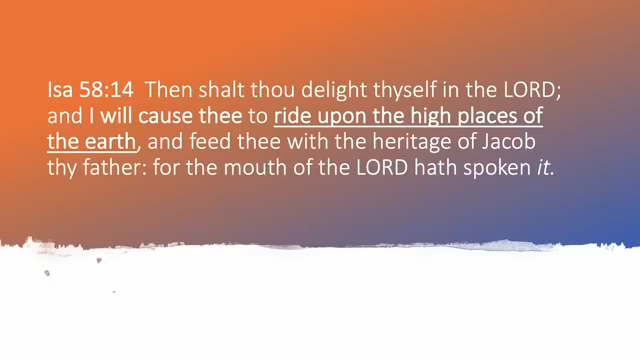 Isa 58:14 Then shalt thou delight thyself in the LORD;
and I will cause thee to ride upon the high places of
the earth, and feed thee with the heritage of Jacob
thy father: for the mouth of the LORD hath spoken it.